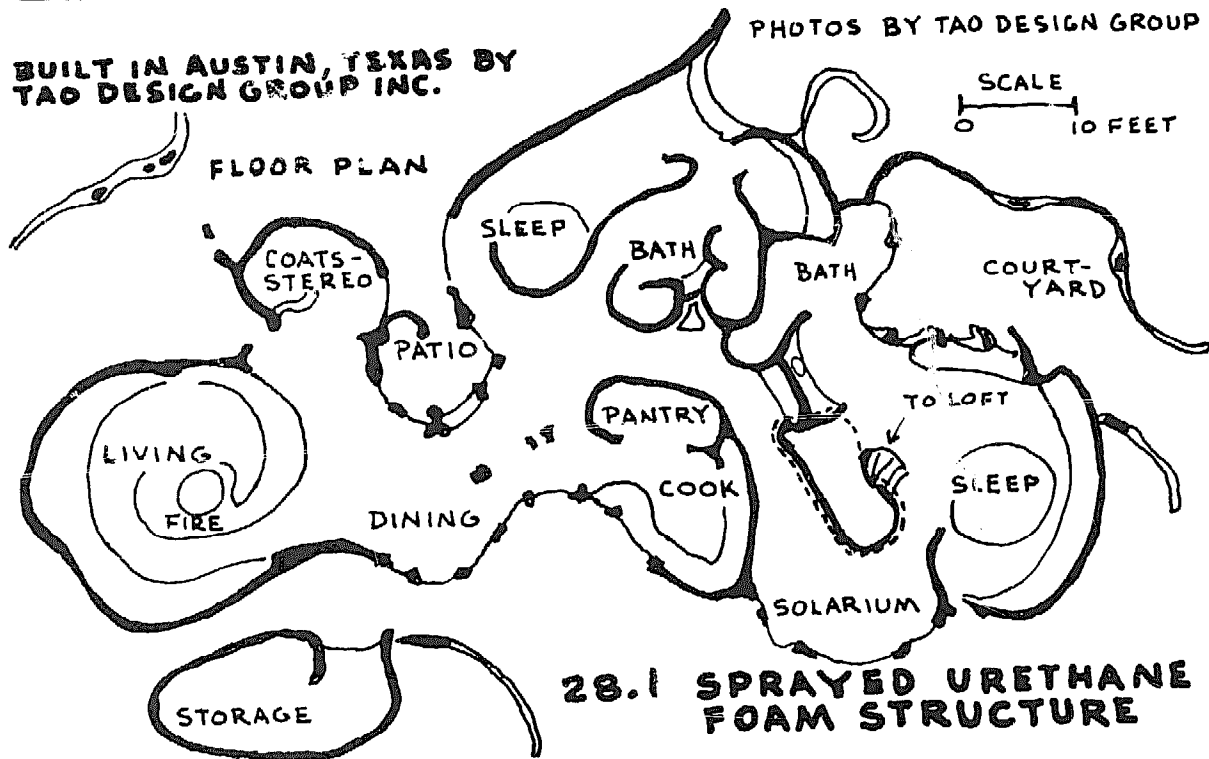 PHOTOS BY TAO DESIGN GROUP
BUILT IN AUSTIN, TEXAS BY
TAO DESIGN GROUP INC.
SCALE
0 10 FEET
FLOOR PLAN
SLEEP
COATS-
STEREO
BATH
BATH
COURT-
YARD
PATIO
PANTRY
TO LOFT
LIVING
FIRE
DINING
COOK
SLEEP
SOLARIUM
STORAGE
28.1 SPRAYED URETHANE
FOAM STRUCTURE